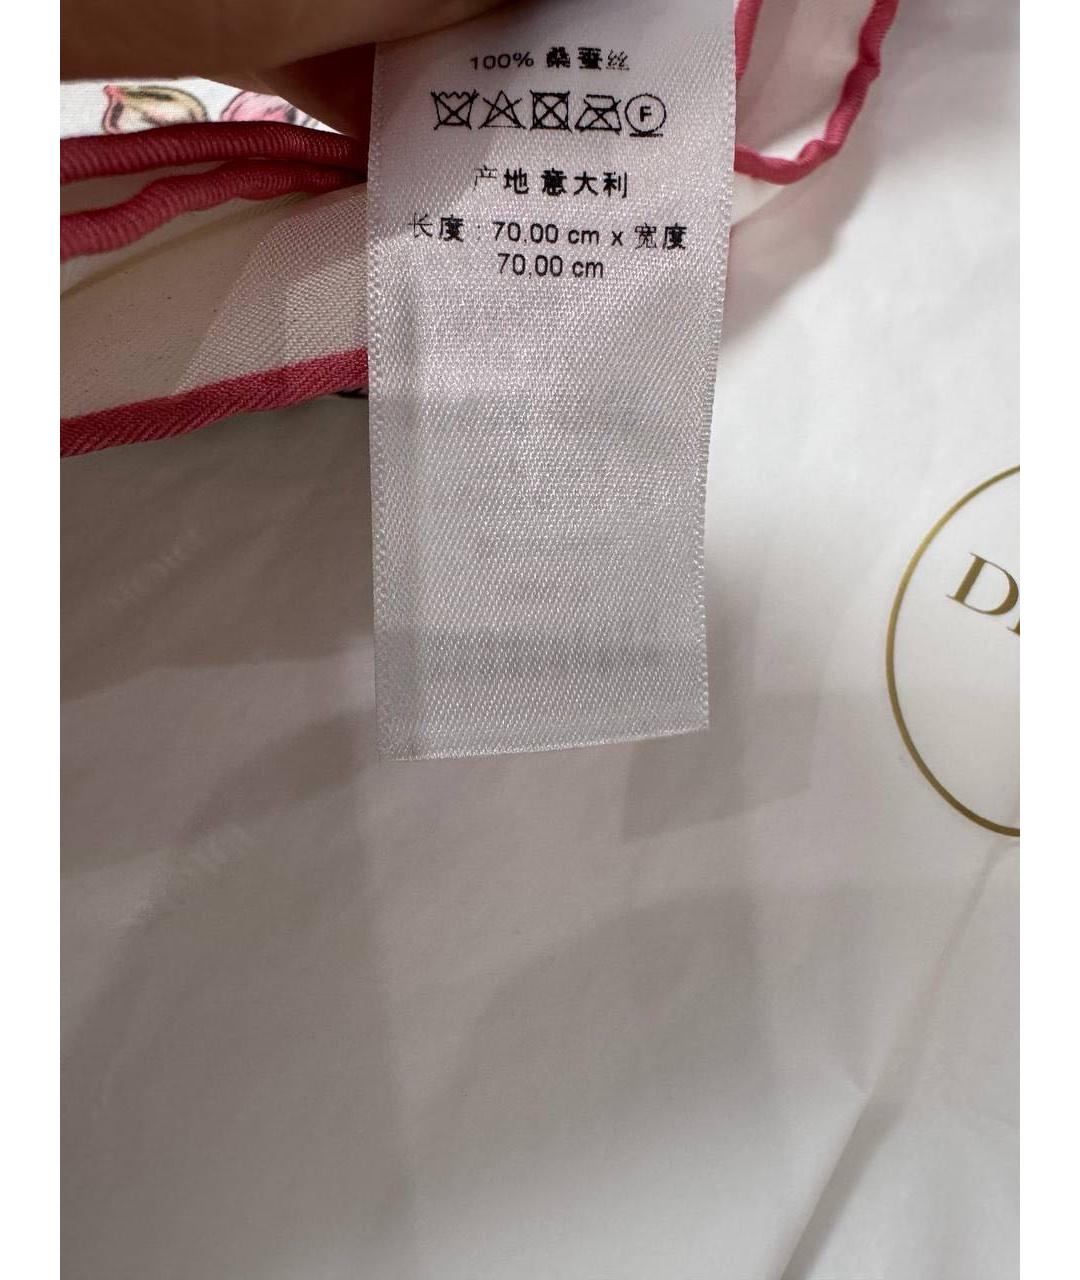 100% 桑蚕丝
F
产地 意大利
长度 : 70.00 cm x 宽度
70.00 cm